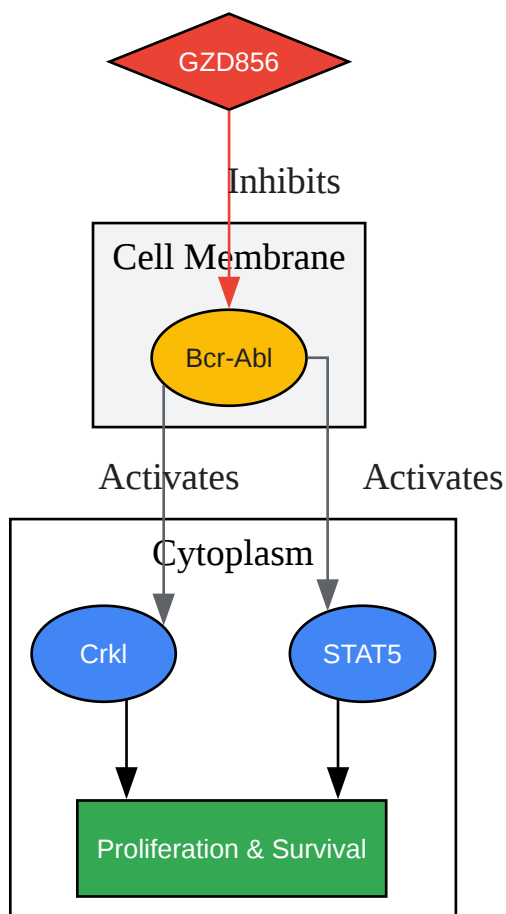 GZD856
Inhibits
Cell Membrane
Bcr-Abl
Activates
Activates
Cytoplasm
Crkl
STAT5
Proliferation & Survival